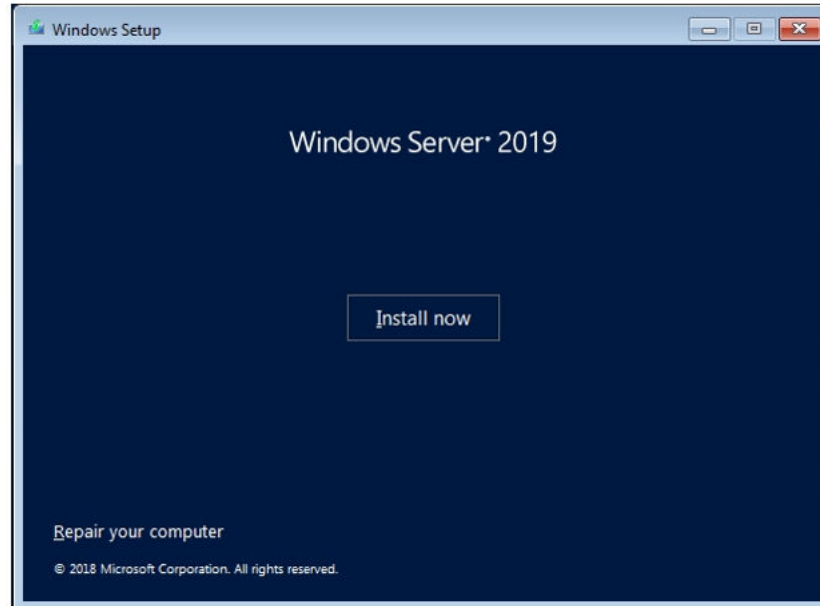 Windows Setup
Windows Server® 2019
Install now
Repair your computer
© 2018 Microsoft Corporation. All rights reserved.